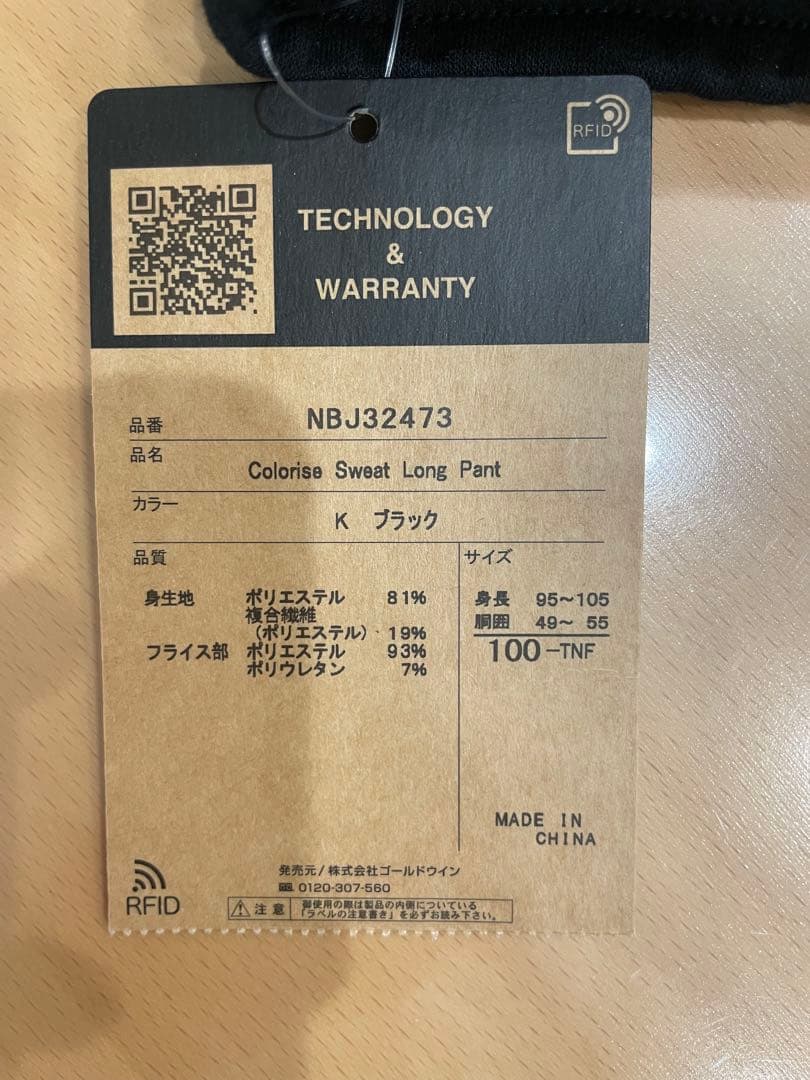 RFID
TECHNOLOGY
&
WARRANTY
品番 NBJ32473
品名 Colorise Sweat Long Pant
カラー K ブラック
品質
身生地 ポリエステル 81%
複合繊維
(ポリエステル) 19%
フライス部 ポリエステル 93%
ポリウレタン 7%
サイズ
身長 95~105
胴囲 49~ 55
100-TNF
MADE IN
CHINA
発売元/株式会社ゴールドウイン
0120-307-560
RFID
注意 御使用の際は製品の内側についている
「ラベルの注意書き」を必ずお読み下さい。